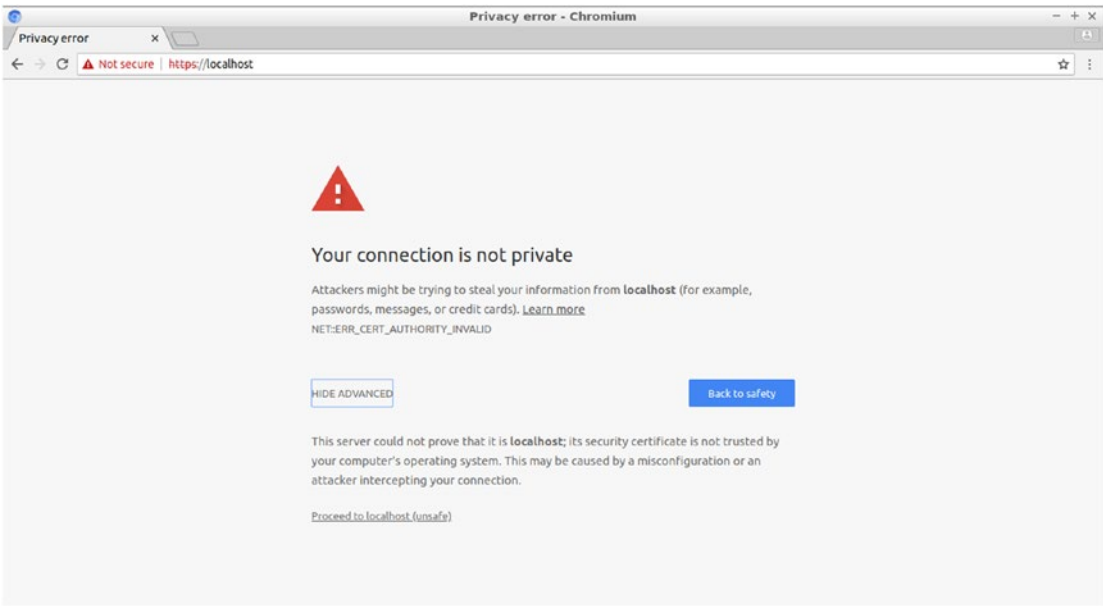 Privacy error - Chromium
Privacy error
Not secure | https://localhost
Your connection is not private
Attackers might be trying to steal your information from localhost (for example,
passwords, messages, or credit cards). Learn more
NET::ERR_CERT_AUTHORITY_INVALID
HIDE ADVANCED
Back to safety
This server could not prove that it is localhost; its security certificate is not trusted by
your computer's operating system. This may be caused by a misconfiguration or an
attacker intercepting your connection.
Proceed to localhost (unsafe)